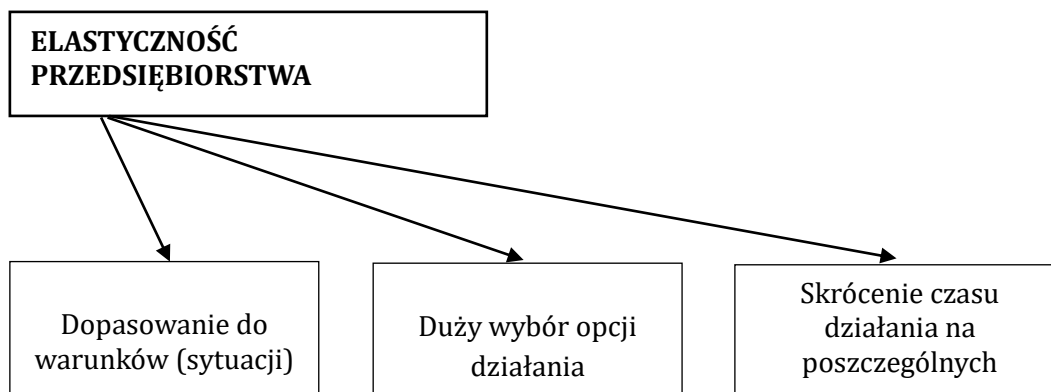 ELASTYCZNOŚĆ
PRZEDSIĘBIORSTWA
Dopasowanie do
warunków (sytuacji)
Duży wybór opcji
działania
Skrócenie czasu
działania na
poszczególnych